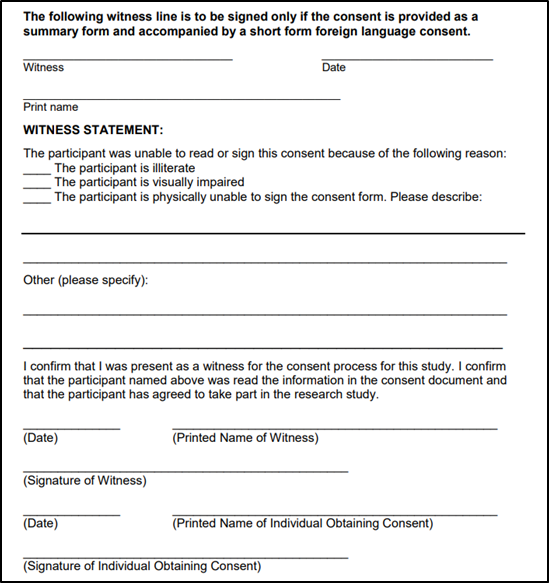 The following witness line is to be signed only if the consent is provided as a
summary form and accompanied by a short form foreign language consent.
Witness Date
Print name
WITNESS STATEMENT:
The participant was unable to read or sign this consent because of the following reason:
____ The participant is illiterate
____ The participant is visually impaired
____ The participant is physically unable to sign the consent form. Please describe:
Other (please specify):
I confirm that I was present as a witness for the consent process for this study. I confirm
that the participant named above was read the information in the consent document and
that the participant has agreed to take part in the research study.
(Date) (Printed Name of Witness)
(Signature of Witness)
(Date) (Printed Name of Individual Obtaining Consent)
(Signature of Individual Obtaining Consent)